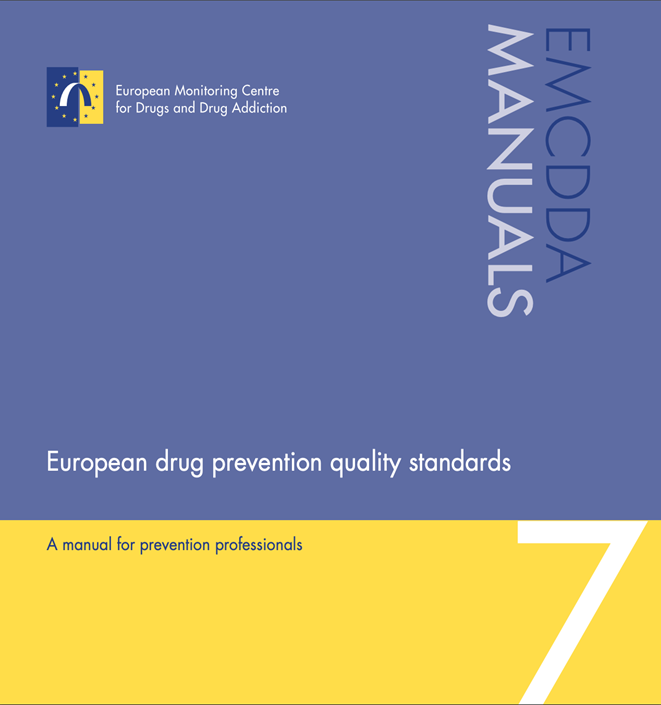 European Monitoring Centre
for Drugs and Drug Addiction
EMCDDA
MANUALS
European drug prevention quality standards
A manual for prevention professionals
7